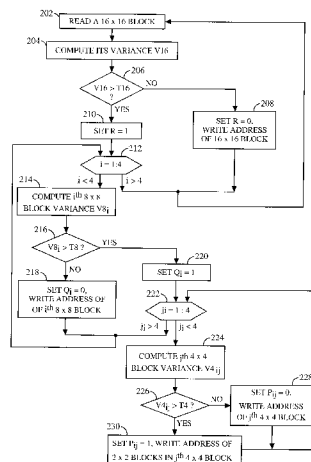 202
READ A 16 x 16 BLOCK
204
COMPUTE ITS VARIANCE V16
206
V16 > T16
?
NO
YES
208
SET R = 0,
WRITE ADDRESS
OF 16 x 16 BLOCK
210
SET R = 1
212
i = 1:4
i < 4
i > 4
214
COMPUTE ith 8 x 8
BLOCK VARIANCE V8i
216
V8i > T8 ?
YES
NO
218
SET Qi = 0,
WRITE ADDRESS OF
OF ith 8 x 8 BLOCK
220
SET Qi = 1
222
ji = 1 : 4
ji > 4
ji < 4
224
COMPUTE jth 4 x 4
BLOCK VARIANCE V4 ij
226
V4ij > T4 ?
NO
YES
228
SET Pij = 0,
WRITE ADDRESS
OF jth 4 x 4 BLOCK
230
SET Pij = 1, WRITE ADDRESS OF
2 x 2 BLOCKS IN jth 4 x 4 BLOCK